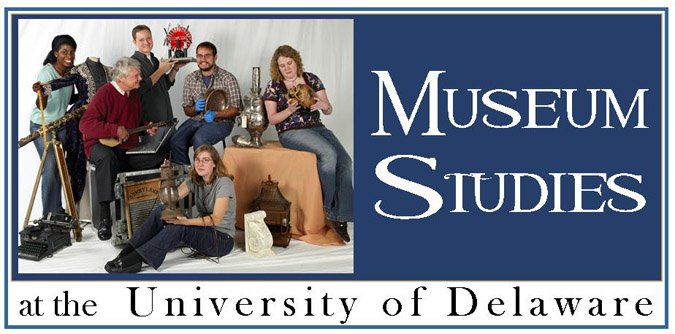 MUSEUM
STUDIES
at the University of Delaware